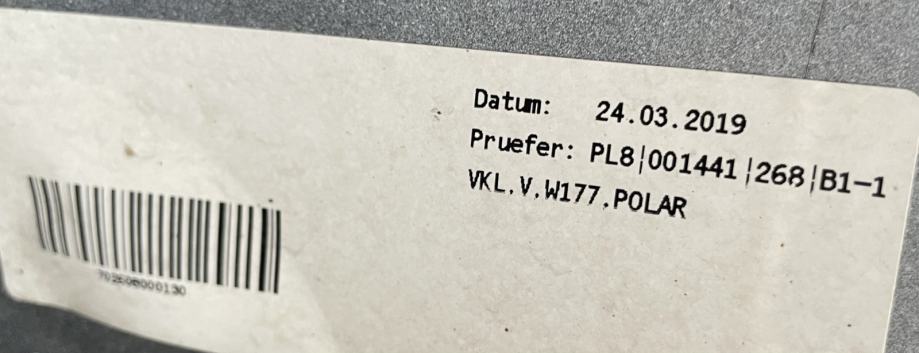 Datum: 24.03.2019
Pruefer: PL8|001441|268|B1-1
VKL.V.W177.POLAR